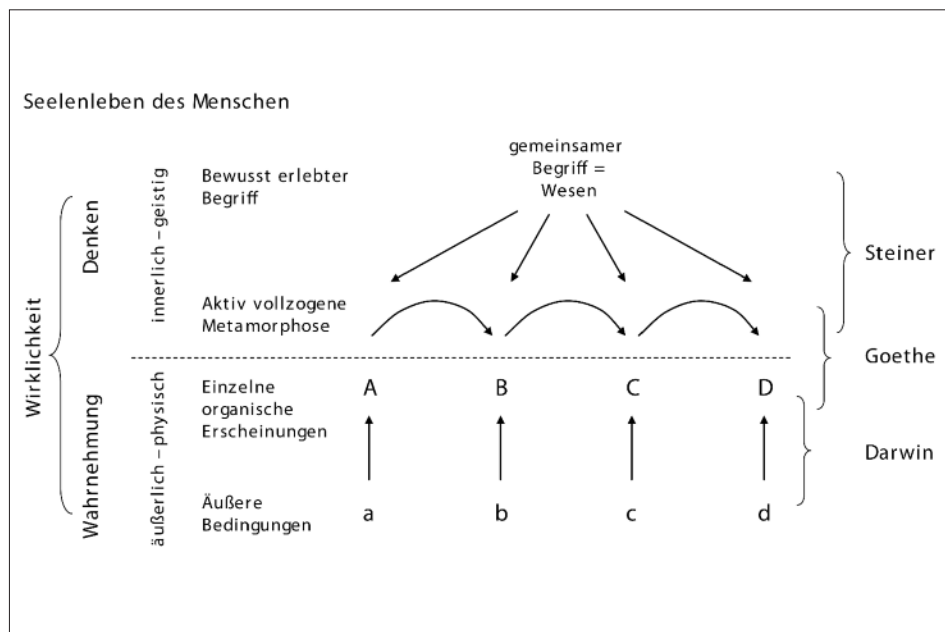 Seelenleben des Menschen
gemeinsamer
Begriff =
Wesen
Bewusst erlebter
Begriff
Steiner
Denken
innerlich – geistig
Aktiv vollzogene
Metamorphose
Wirklichkeit
Goethe
Einzelne
organische
Erscheinungen
A B C D
Darwin
Wahrnehmung
äußerlich – physisch
Äußere
Bedingungen
a b c d